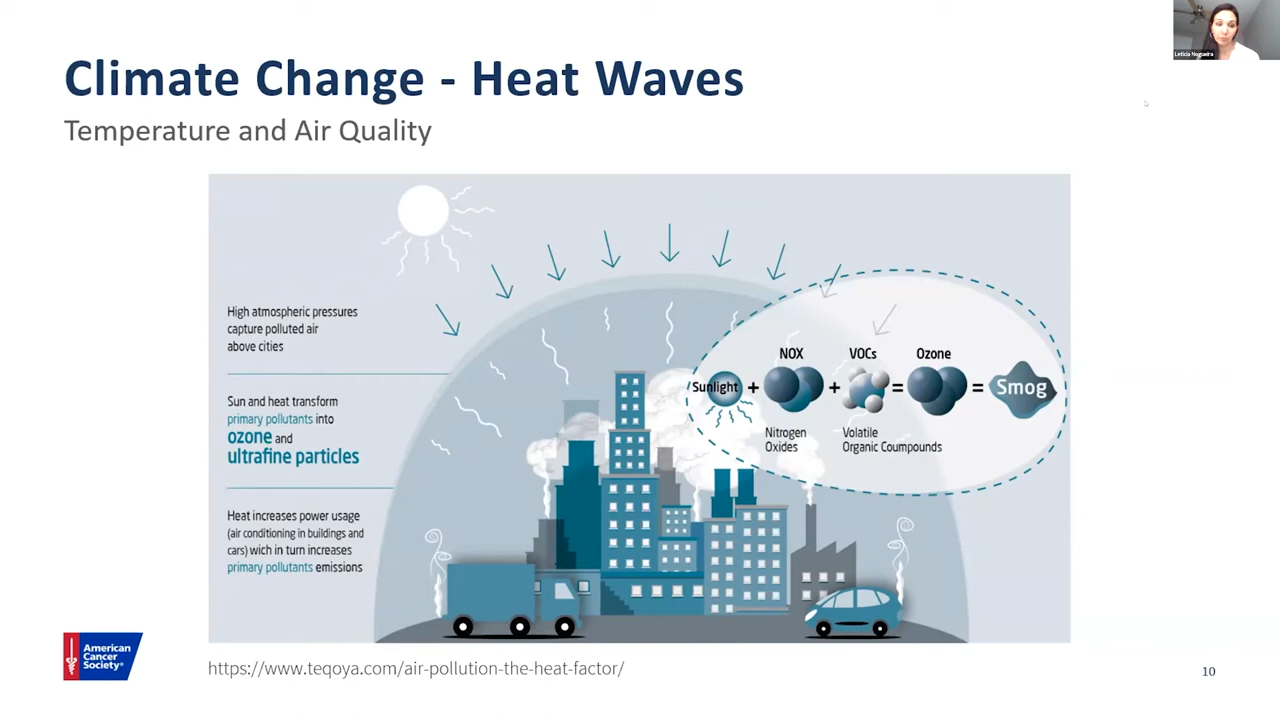 Leticia Nogueira
Climate Change - Heat Waves
Temperature and Air Quality
High atmospheric pressures
capture polluted air
above cities
Sun and heat transform
primary pollutants into
ozone and
ultrafine particles
Heat increases power usage
(air conditioning in buildings and
cars) wich in turn increases
primary pollutants emissions
NOX
VOCs
Ozone
Sunlight + + = = Smog
Nitrogen
Oxides
Volatile
Organic Coumpounds
American
Cancer
Society®
https://www.teqoya.com/air-pollution-the-heat-factor/
10